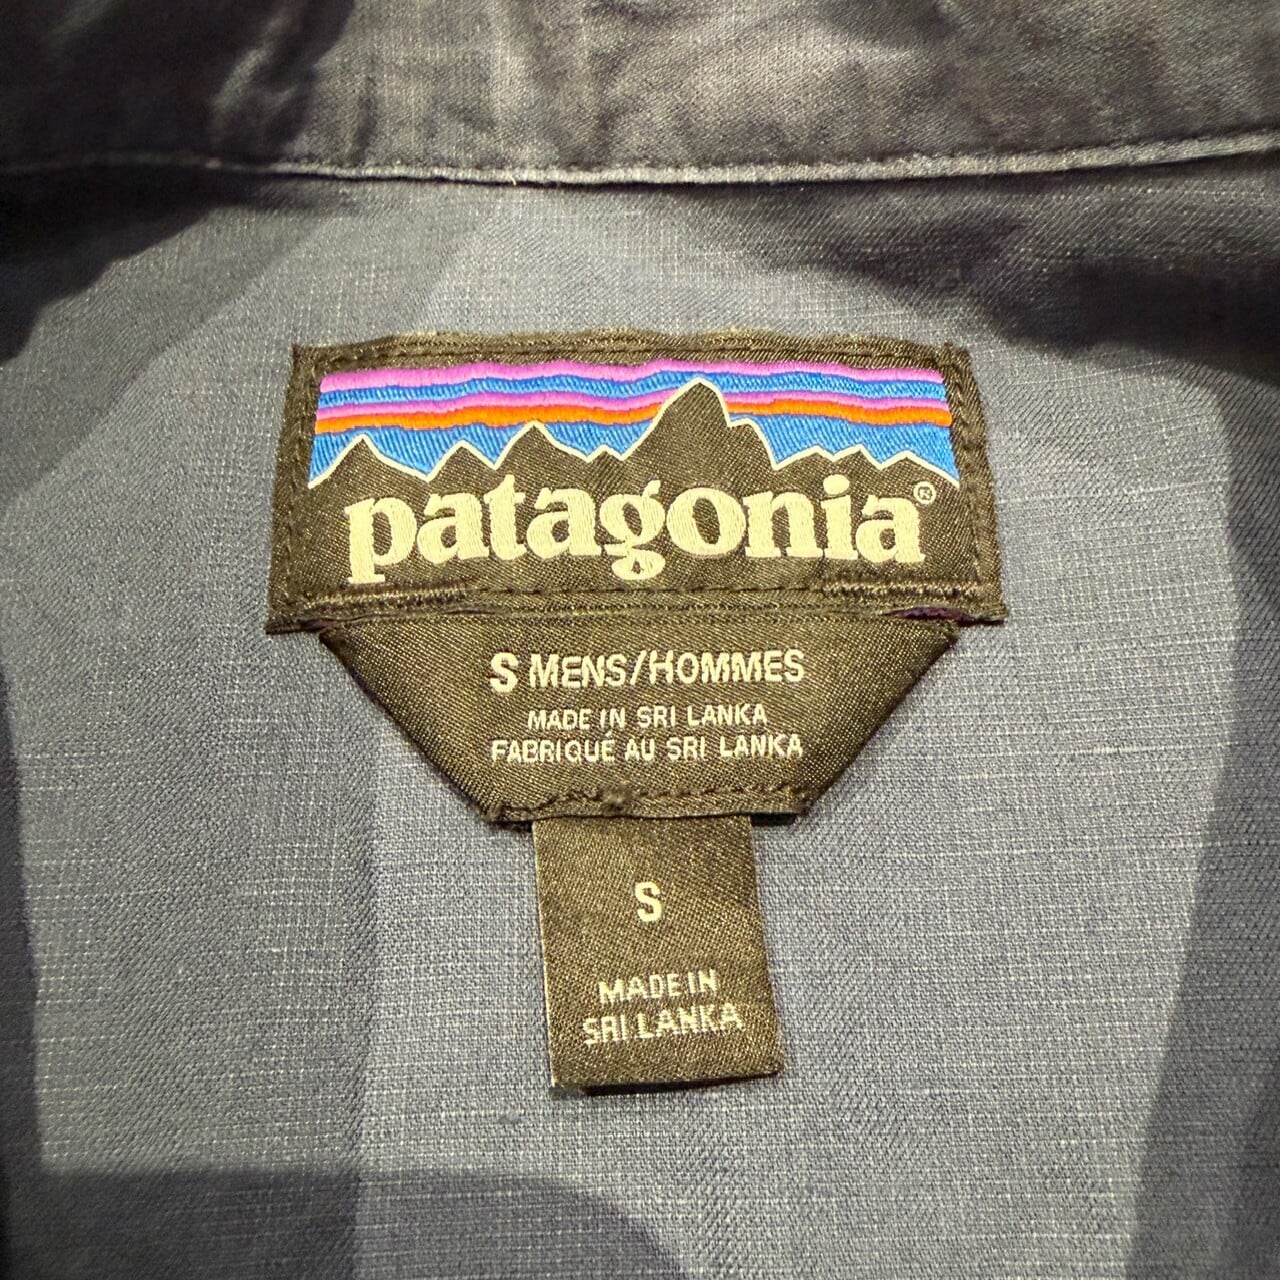 patagonia®
S MENS/HOMMES
MADE IN SRI LANKA
FABRIQUÉ AU SRI LANKA
S
MADE IN
SRI LANKA